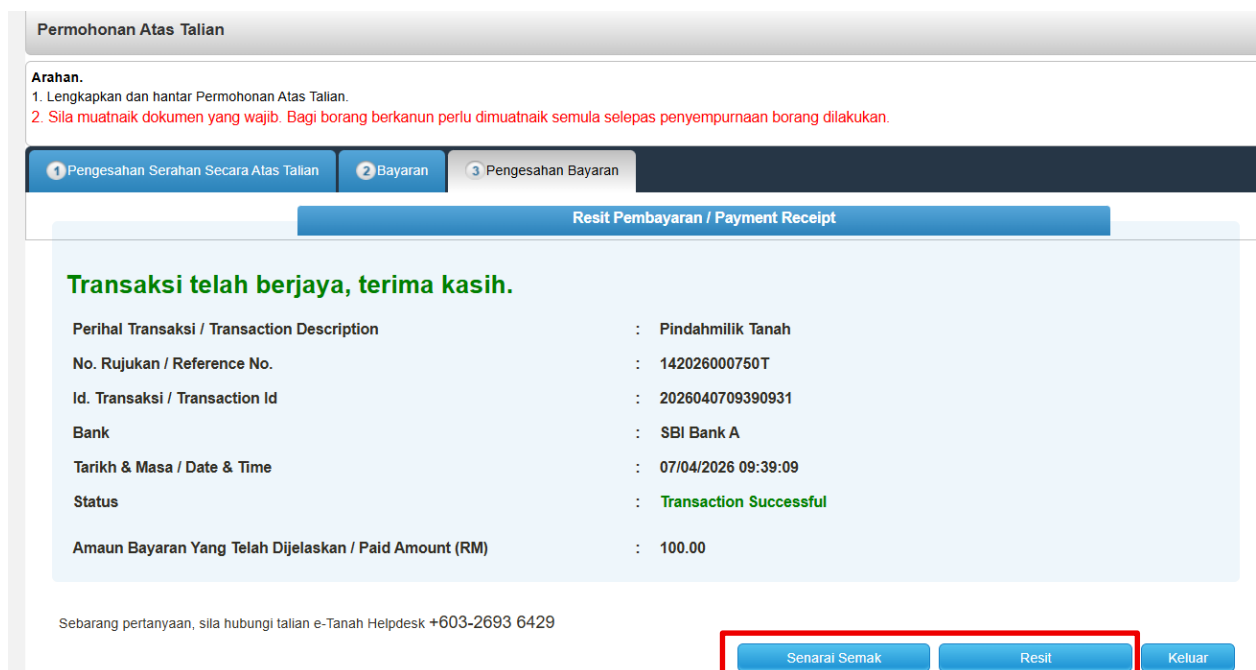 Permohonan Atas Talian
Arahan.
1. Lengkapkan dan hantar Permohonan Atas Talian.
2. Sila muatnaik dokumen yang wajib. Bagi borang berkanun perlu dimuatnaik semula selepas penyempurnaan borang dilakukan.
1 Pengesahan Serahan Secara Atas Talian 2 Bayaran 3 Pengesahan Bayaran
Resit Pembayaran / Payment Receipt
Transaksi telah berjaya, terima kasih.
Perihal Transaksi / Transaction Description : Pindahmilik Tanah
No. Rujukan / Reference No. : 142026000750T
Id. Transaksi / Transaction Id : 2026040709390931
Bank : SBI Bank A
Tarikh & Masa / Date & Time : 07/04/2026 09:39:09
Status : Transaction Successful
Amaun Bayaran Yang Telah Dijelaskan / Paid Amount (RM) : 100.00
Sebarang pertanyaan, sila hubungi talian e-Tanah Helpdesk +603-2693 6429
Senarai Semak Resit Keluar